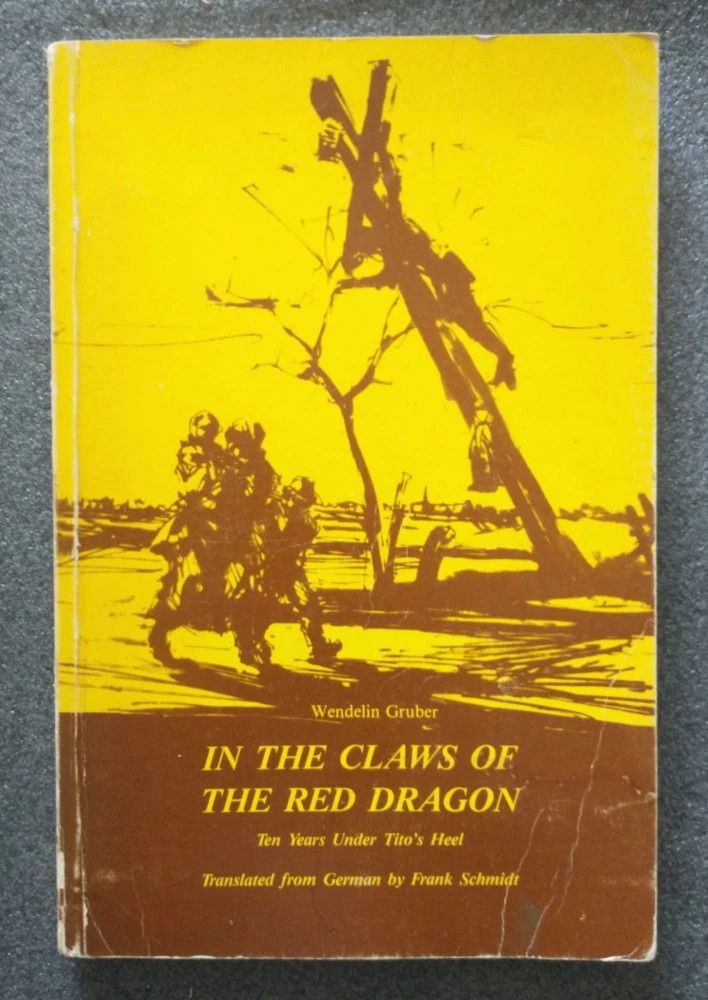 Wendelin Gruber
IN THE CLAWS OF
THE RED DRAGON
Ten Years Under Tito's Heel
Translated from German by Frank Schmidt